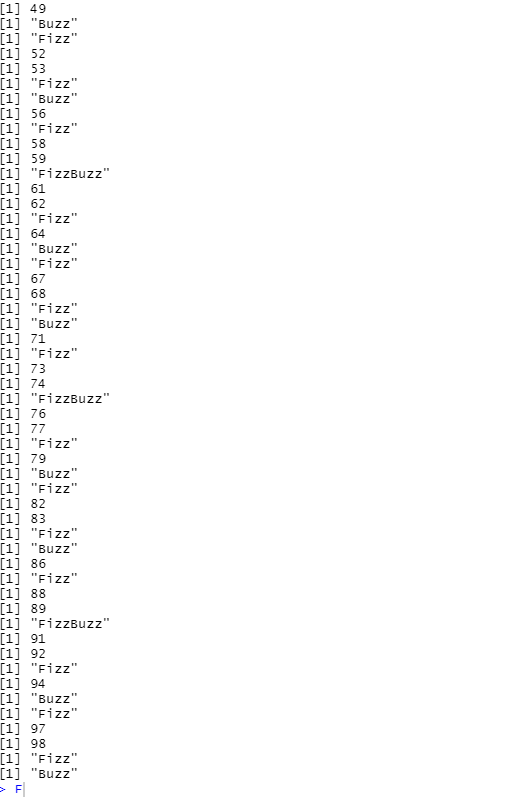 [1] 49
[1] "Buzz"
[1] "Fizz"
[1] 52
[1] 53
[1] "Fizz"
[1] "Buzz"
[1] 56
[1] "Fizz"
[1] 58
[1] 59
[1] "FizzBuzz"
[1] 61
[1] 62
[1] "Fizz"
[1] 64
[1] "Buzz"
[1] "Fizz"
[1] 67
[1] 68
[1] "Fizz"
[1] "Buzz"
[1] 71
[1] "Fizz"
[1] 73
[1] 74
[1] "FizzBuzz"
[1] 76
[1] 77
[1] "Fizz"
[1] 79
[1] "Buzz"
[1] "Fizz"
[1] 82
[1] 83
[1] "Fizz"
[1] "Buzz"
[1] 86
[1] "Fizz"
[1] 88
[1] 89
[1] "FizzBuzz"
[1] 91
[1] 92
[1] "Fizz"
[1] 94
[1] "Buzz"
[1] "Fizz"
[1] 97
[1] 98
[1] "Fizz"
[1] "Buzz"
> F